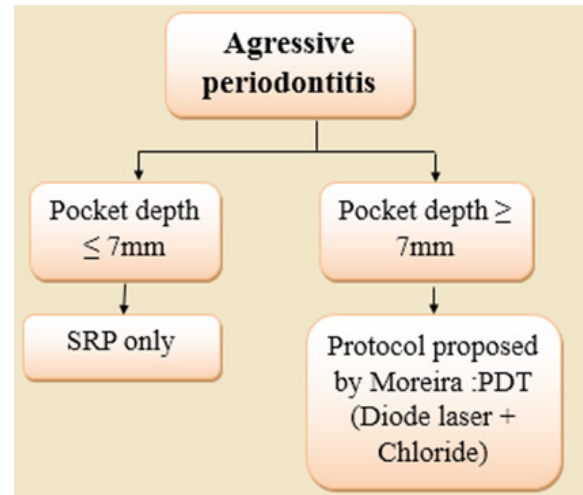 Agressive
periodontitis
Pocket depth
≤ 7mm
Pocket depth ≥
7mm
SRP only
Protocol proposed
by Moreira :PDT
(Diode laser +
Chloride)